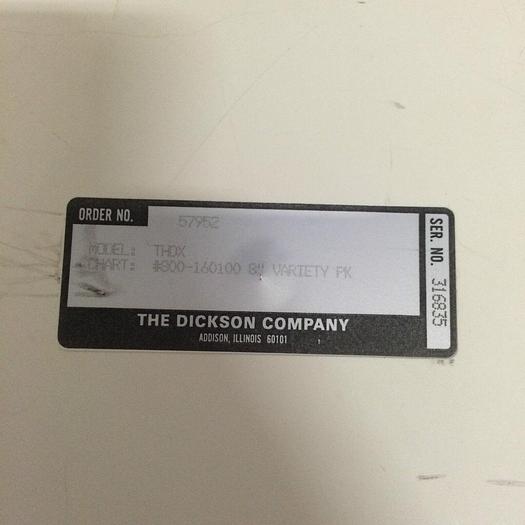 ORDER NO. 57952
MODEL: THDX
CHART: #800-160100 8" VARIETY PK
THE DICKSON COMPANY
ADDISON, ILLINOIS 60101
SER. NO. 316835